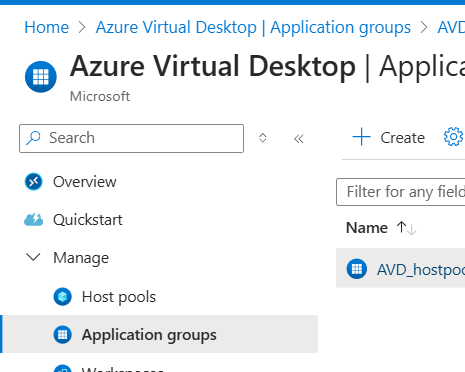 Home > Azure Virtual Desktop | Application groups > AVD
Azure Virtual Desktop | Applica
Microsoft
Search
Create
Overview
Filter for any field
Quickstart
Name
Manage
AVD_hostpoo
Host pools
Application groups
Workspaces